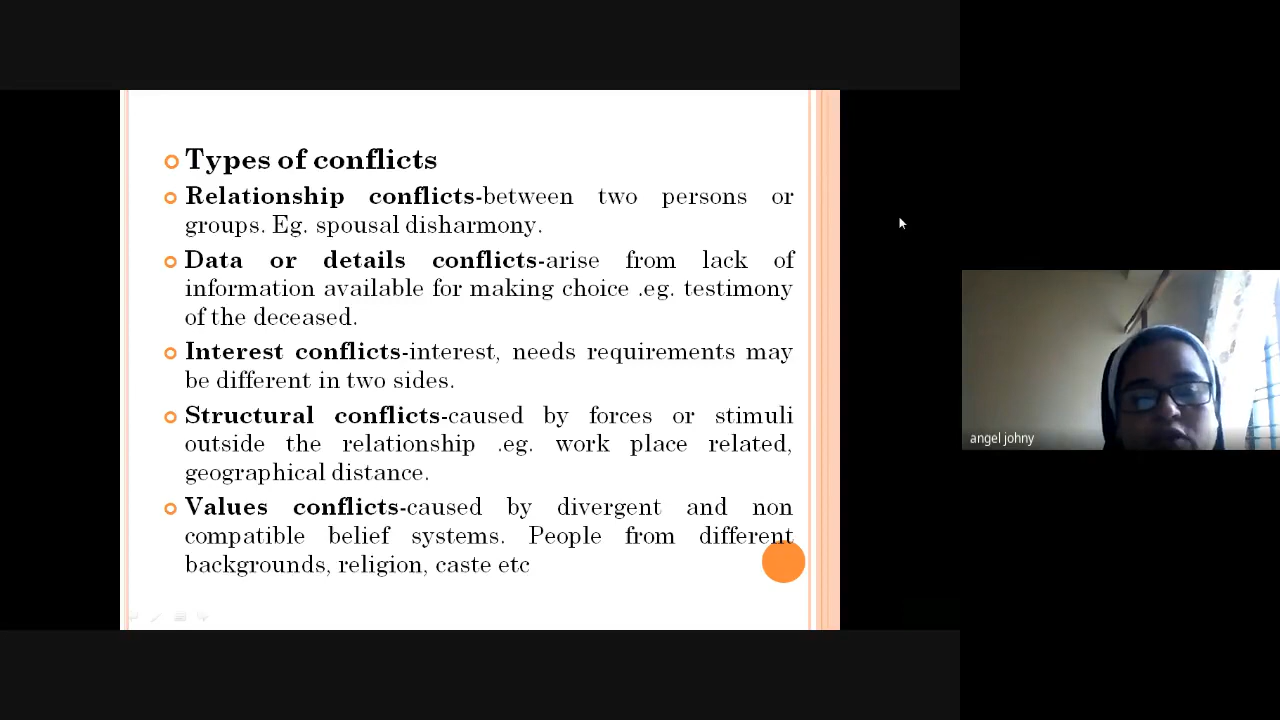 Types of conflicts
Relationship conflicts-between two persons or
groups. Eg. spousal disharmony.
Data or details conflicts-arise from lack of
information available for making choice .eg. testimony
of the deceased.
Interest conflicts-interest, needs requirements may
be different in two sides.
Structural conflicts-caused by forces or stimuli
outside the relationship .eg. work place related,
geographical distance.
Values conflicts-caused by divergent and non
compatible belief systems. People from different
backgrounds, religion, caste etc
angel johny